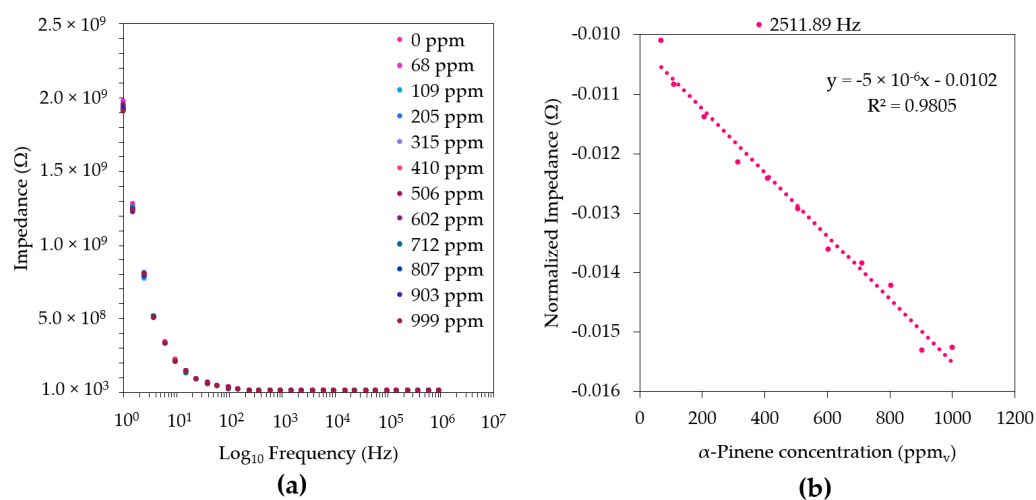 2.5 × 10⁹
2.0 × 10⁹
1.5 × 10⁹
1.0 × 10⁹
5.0 × 10⁸
1.0 × 10³
Impedance (Ω)
0 ppm
68 ppm
109 ppm
205 ppm
315 ppm
410 ppm
506 ppm
602 ppm
712 ppm
807 ppm
903 ppm
999 ppm
10⁰ 10¹ 10² 10³ 10⁴ 10⁵ 10⁶ 10⁷
Log₁₀ Frequency (Hz)
(a)
2511.89 Hz
-0.010
-0.011
-0.012
-0.013
-0.014
-0.015
-0.016
Normalized Impedance (Ω)
y = -5 × 10⁻⁶x - 0.0102
R² = 0.9805
0 200 400 600 800 1000 1200
α-Pinene concentration (ppmᵥ)
(b)